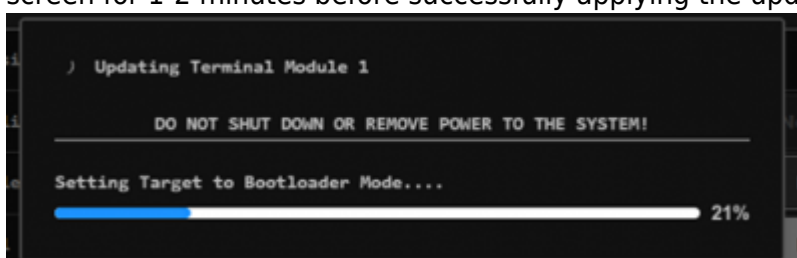 screen for 1-2 minutes before successfully applying the upd
) Updating Terminal Module 1
DO NOT SHUT DOWN OR REMOVE POWER TO THE SYSTEM!
Setting Target to Bootloader Mode....
21%